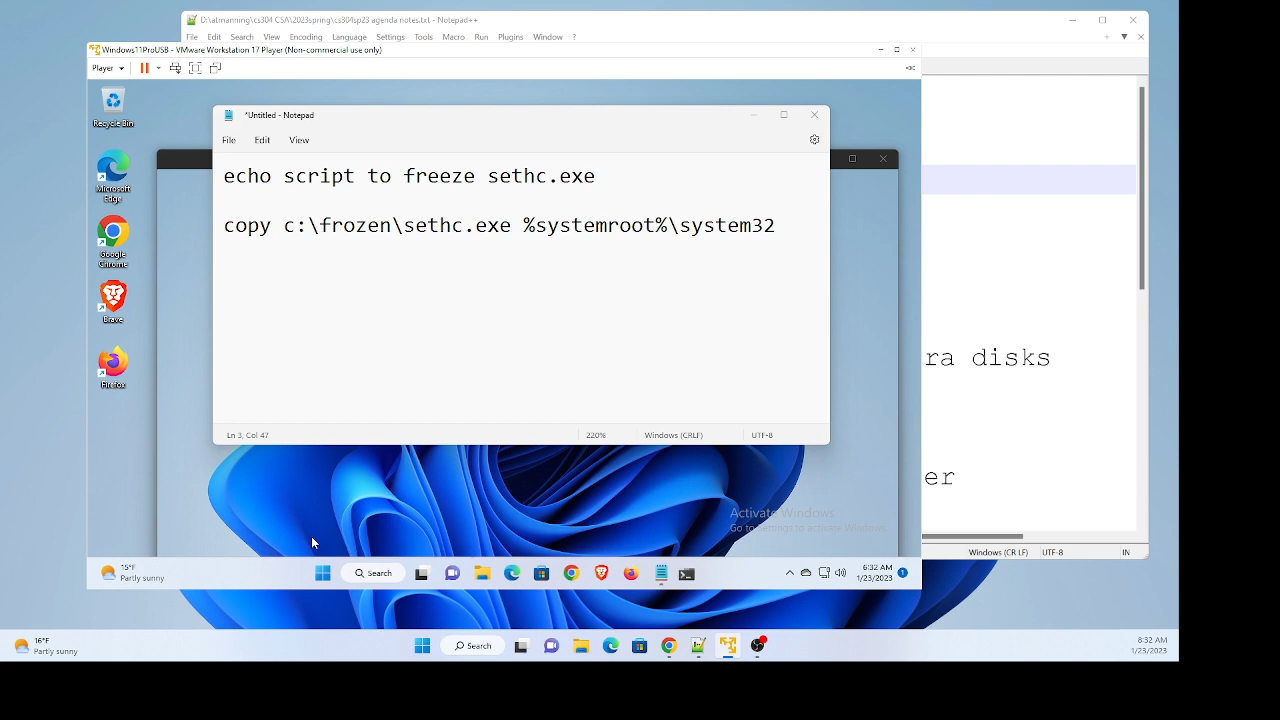 D:\atmanning\cs304 CSA\2023spring\cs304sp23 agenda notes.txt - Notepad++
File Edit Search View Encoding Language Settings Tools Macro Run Plugins Window ?
Windows11ProUSB - VMware Workstation 17 Player (Non-commercial use only)
Player
Recycle Bin
Microsoft Edge
Google Chrome
Brave
Firefox
*Untitled - Notepad
File Edit View
echo script to freeze sethc.exe
copy c:\frozen\sethc.exe %systemroot%\system32
Ln 3, Col 47 220% Windows (CRLF) UTF-8
ra disks
er
Activate Windows
Go to Settings to activate Windows.
Windows (CR LF) UTF-8 IN
15°F
Partly sunny
Search
6:32 AM
1/23/2023
1
16°F
Partly sunny
Search
8:32 AM
1/23/2023